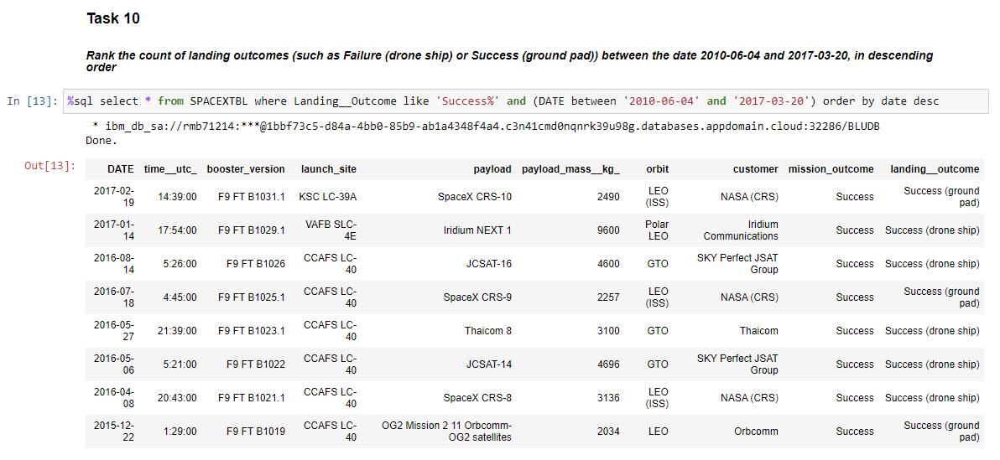 Task 10
Rank the count of landing outcomes (such as Failure (drone ship) or Success (ground pad)) between the date 2010-06-04 and 2017-03-20, in descending
order
In [13]: %sql select * from SPACEXTBL where Landing__Outcome like 'Success%' and (DATE between '2010-06-04' and '2017-03-20') order by date desc
* ibm_db_sa://rmb71214:***@1bbf73c5-d84a-4bb0-85b9-ab1a4348f4a4.c3n41cmd0nqnrk39u98g.databases.appdomain.cloud:32286/BLUDB
Done.
Out[13]:
DATE time__utc_ booster_version launch_site payload payload_mass__kg_ orbit customer mission_outcome landing__outcome
2017-02-19 14:39:00 F9 FT B1031.1 KSC LC-39A SpaceX CRS-10 2490 LEO (ISS) NASA (CRS) Success Success (ground pad)
2017-01-14 17:54:00 F9 FT B1029.1 VAFB SLC-4E Iridium NEXT 1 9600 Polar LEO Iridium Communications Success Success (drone ship)
2016-08-14 5:26:00 F9 FT B1026 CCAFS LC-40 JCSAT-16 4600 GTO SKY Perfect JSAT Group Success Success (drone ship)
2016-07-18 4:45:00 F9 FT B1025.1 CCAFS LC-40 SpaceX CRS-9 2257 LEO (ISS) NASA (CRS) Success Success (ground pad)
2016-05-27 21:39:00 F9 FT B1023.1 CCAFS LC-40 Thaicom 8 3100 GTO Thaicom Success Success (drone ship)
2016-05-06 5:21:00 F9 FT B1022 CCAFS LC-40 JCSAT-14 4696 GTO SKY Perfect JSAT Group Success Success (drone ship)
2016-04-08 20:43:00 F9 FT B1021.1 CCAFS LC-40 SpaceX CRS-8 3136 LEO (ISS) NASA (CRS) Success Success (drone ship)
2015-12-22 1:29:00 F9 FT B1019 CCAFS LC-40 OG2 Mission 2 11 Orbcomm-OG2 satellites 2034 LEO Orbcomm Success Success (ground pad)